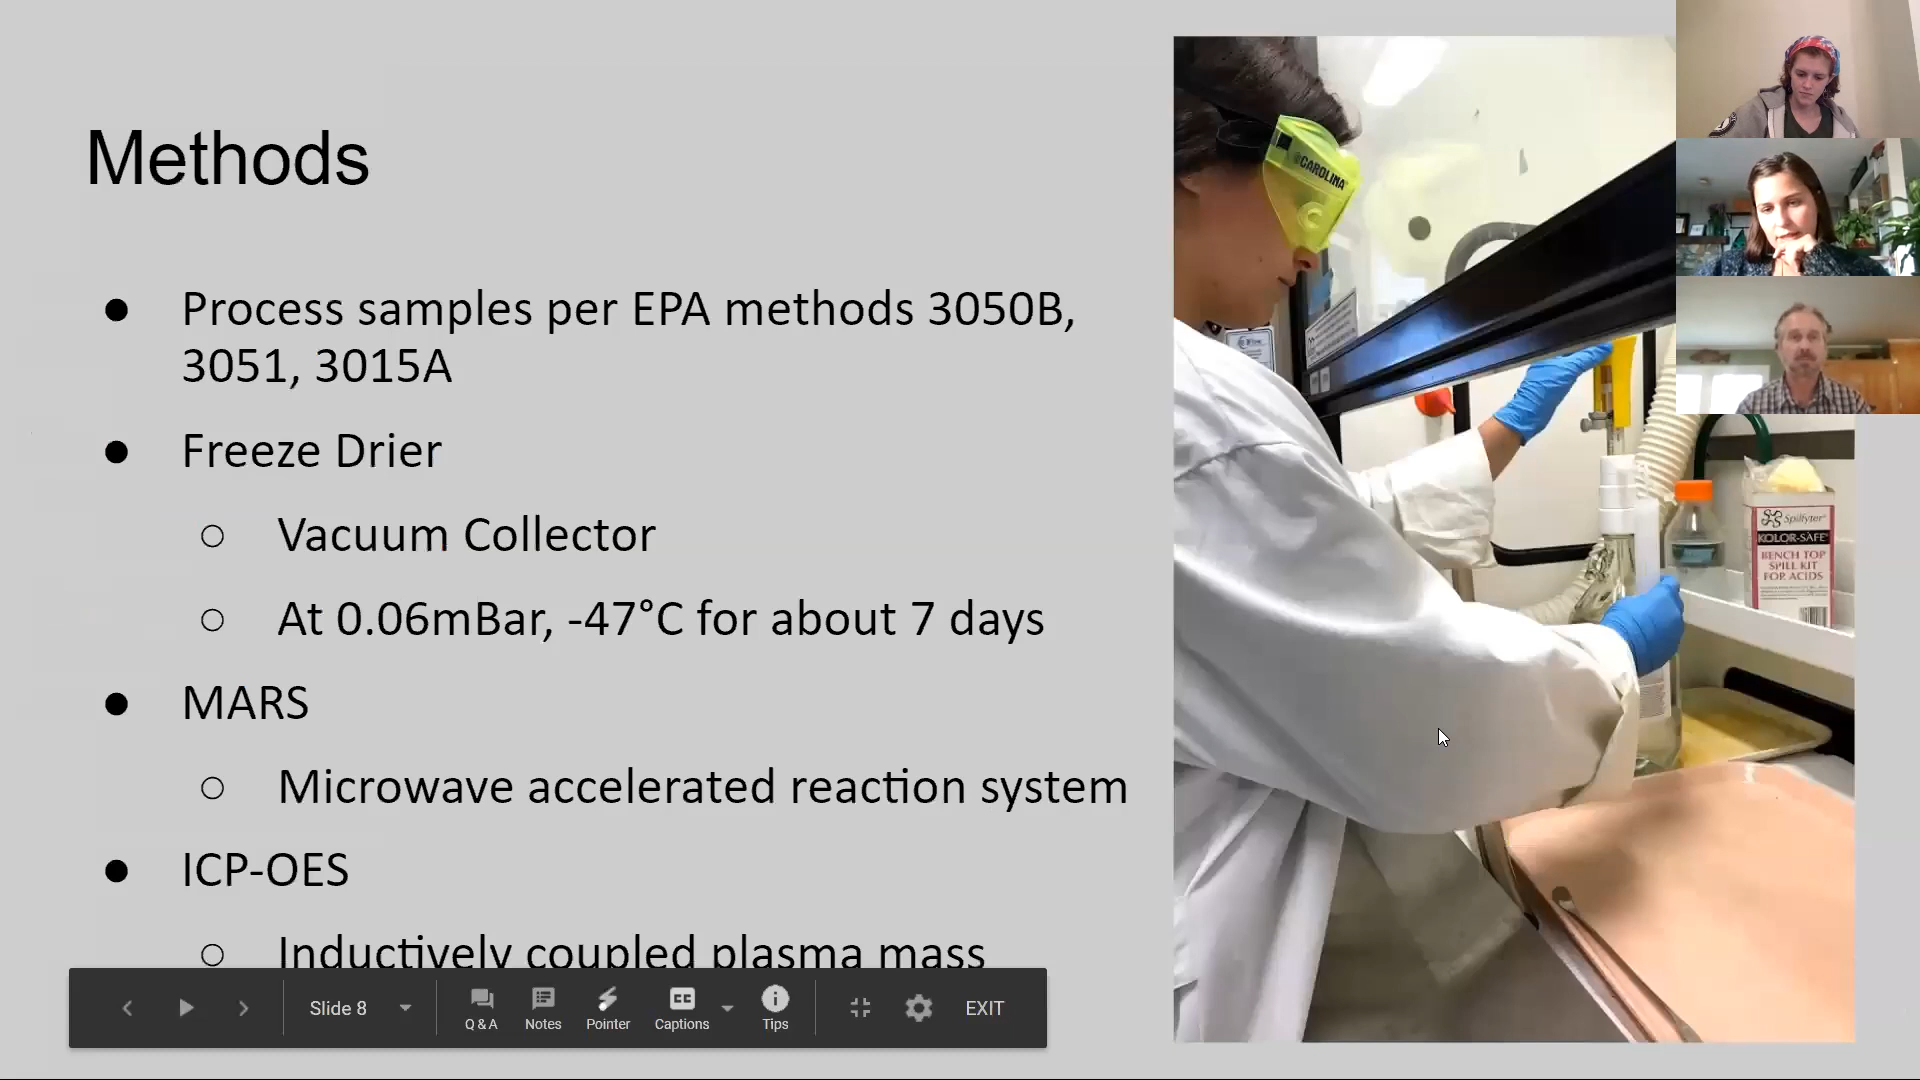 Methods
● Process samples per EPA methods 3050B,
3051, 3015A
● Freeze Drier
○ Vacuum Collector
○ At 0.06mBar, -47°C for about 7 days
● MARS
○ Microwave accelerated reaction system
● ICP-OES
○ Inductively coupled plasma mass
CAROLINA
Spilfyter
KOLOR-SAFE
BENCH TOP
SPILL KIT
FOR ACIDS
Slide 8
Q & A
Notes
Pointer
CC
Captions
Tips
EXIT